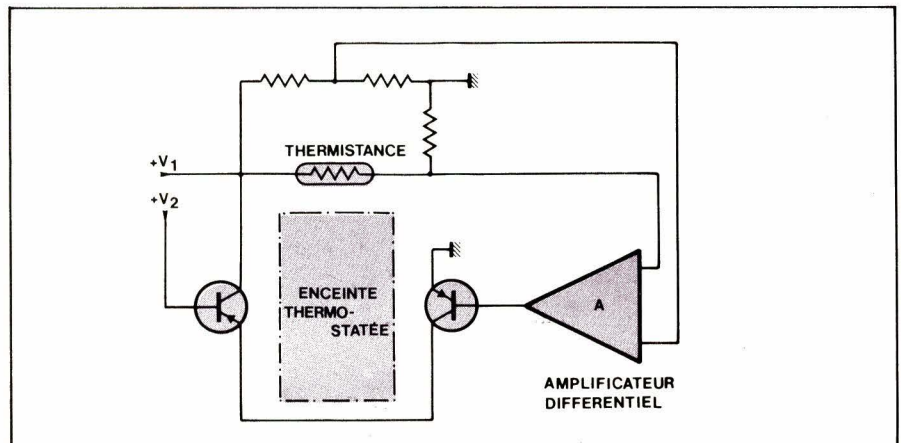 THERMISTANCE
+V1
+V2
ENCEINTE
THERMO-
STATÉE
A
AMPLIFICATEUR
DIFFERENTIEL